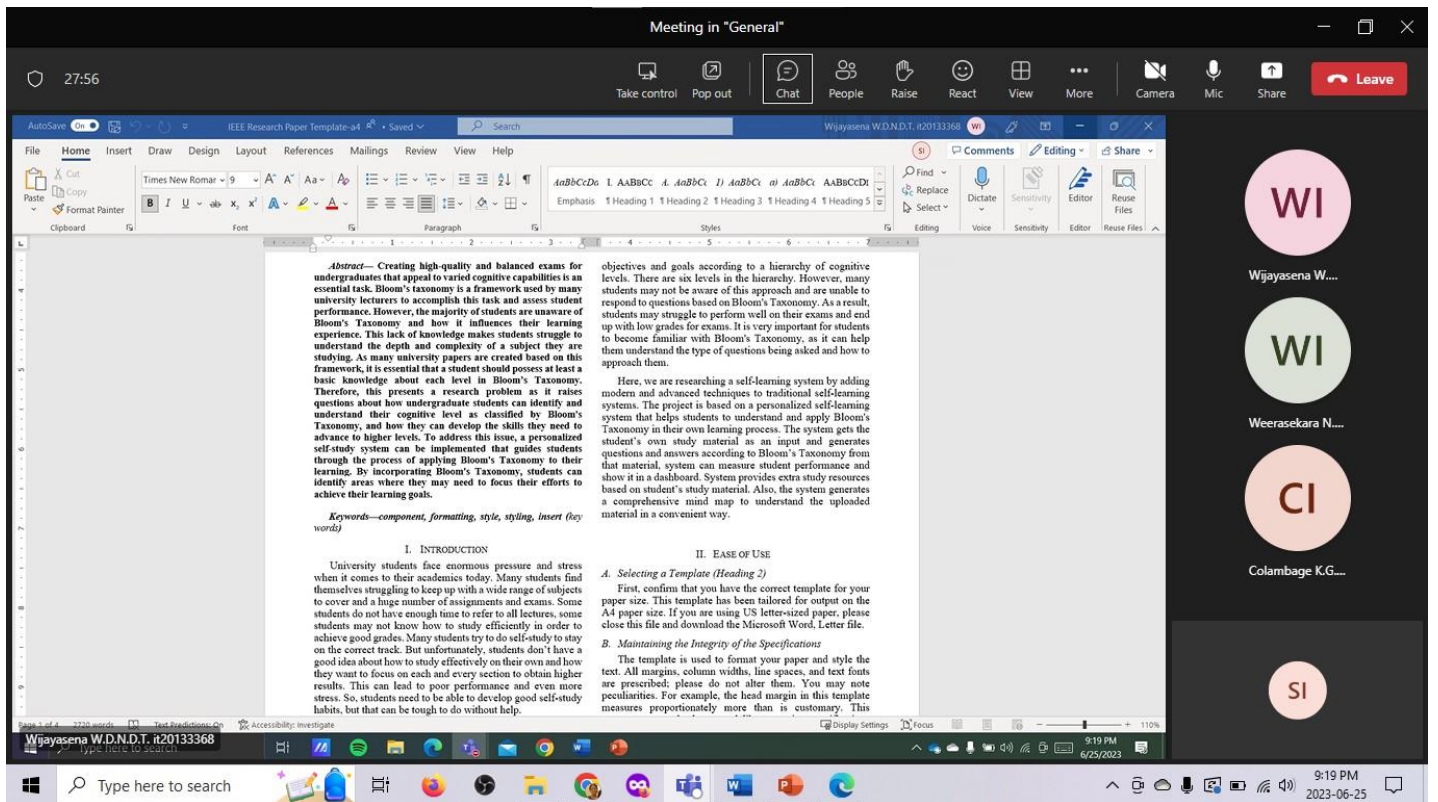 Meeting in "General"
27:56
Take control
Pop out
Chat
People
Raise
React
View
More
Camera
Mic
Share
Leave
AutoSave On
IEEE Research Paper Template-a4
• Saved
Search
Wijayasena W.D.N.D.T. it20133368
WI
File Home Insert Draw Design Layout References Mailings Review View Help
SI
Comments
Editing
Share
Paste
Cut
Copy
Format Painter
Clipboard
Times New Romar
9
Font
Paragraph
AaBbCcDc
Emphasis
I. AABBCC
¶ Heading 1
A. AaBbCc
¶ Heading 2
1) AaBbCc
¶ Heading 3
a) AaBbCc
¶ Heading 4
AABBCCDI
¶ Heading 5
Styles
Find
Replace
Select
Editing
Dictate
Voice
Sensitivity
Sensitivity
Editor
Editor
Reuse
Files
Reuse Files
1 2 3 4 5 6 7
Abstract— Creating high-quality and balanced exams for
undergraduates that appeal to varied cognitive capabilities is an
essential task. Bloom's taxonomy is a framework used by many
university lecturers to accomplish this task and assess student
performance. However, the majority of students are unaware of
Bloom's Taxonomy and how it influences their learning
experience. This lack of knowledge makes students struggle to
understand the depth and complexity of a subject they are
studying. As many university papers are created based on this
framework, it is essential that a student should possess at least a
basic knowledge about each level in Bloom's Taxonomy.
Therefore, this presents a research problem as it raises
questions about how undergraduate students can identify and
understand their cognitive level as classified by Bloom's
Taxonomy, and how they can develop the skills they need to
advance to higher levels. To address this issue, a personalized
self-study system can be implemented that guides students
through the process of applying Bloom's Taxonomy to their
learning. By incorporating Bloom's Taxonomy, students can
identify areas where they may need to focus their efforts to
achieve their learning goals.
Keywords—component, formatting, style, styling, insert (key
words)
I. INTRODUCTION
University students face enormous pressure and stress
when it comes to their academics today. Many students find
themselves struggling to keep up with a wide range of subjects
to cover and a huge number of assignments and exams. Some
students do not have enough time to refer to all lectures, some
students may not know how to study efficiently in order to
achieve good grades. Many students try to do self-study to stay
on the correct track. But unfortunately, students don't have a
good idea about how to study effectively on their own and how
they want to focus on each and every section to obtain higher
results. This can lead to poor performance and even more
stress. So, students need to be able to develop good self-study
habits, but that can be tough to do without help.
objectives and goals according to a hierarchy of cognitive
levels. There are six levels in the hierarchy. However, many
students may not be aware of this approach and are unable to
respond to questions based on Bloom's Taxonomy. As a result,
students may struggle to perform well on their exams and end
up with low grades for exams. It is very important for students
to become familiar with Bloom's Taxonomy, as it can help
them understand the type of questions being asked and how to
approach them.
Here, we are researching a self-learning system by adding
modern and advanced techniques to traditional self-learning
systems. The project is based on a personalized self-learning
system that helps students to understand and apply Bloom's
Taxonomy in their own learning process. The system gets the
student's own study material as an input and generates
questions and answers according to Bloom's Taxonomy from
that material, system can measure student performance and
show it in a dashboard. System provides extra study resources
based on student's study material. Also, the system generates
a comprehensive mind map to understand the uploaded
material in a convenient way.
II. EASE OF USE
A. Selecting a Template (Heading 2)
First, confirm that you have the correct template for your
paper size. This template has been tailored for output on the
A4 paper size. If you are using US letter-sized paper, please
close this file and download the Microsoft Word, Letter file.
B. Maintaining the Integrity of the Specifications
The template is used to format your paper and style the
text. All margins, column widths, line spaces, and text fonts
are prescribed; please do not alter them. You may note
peculiarities. For example, the head margin in this template
measures proportionately more than is customary. This
WI
Wijayasena W....
WI
Weerasekara N....
CI
Colambage K.G....
SI
Page 1 of 4 2720 words Text Predictions: On Accessibility: Investigate
Display Settings Focus 110%
Wijayasena W.D.N.D.T. it20133368
Type here to search
9:19 PM
6/25/2023
Type here to search
9:19 PM
2023-06-25